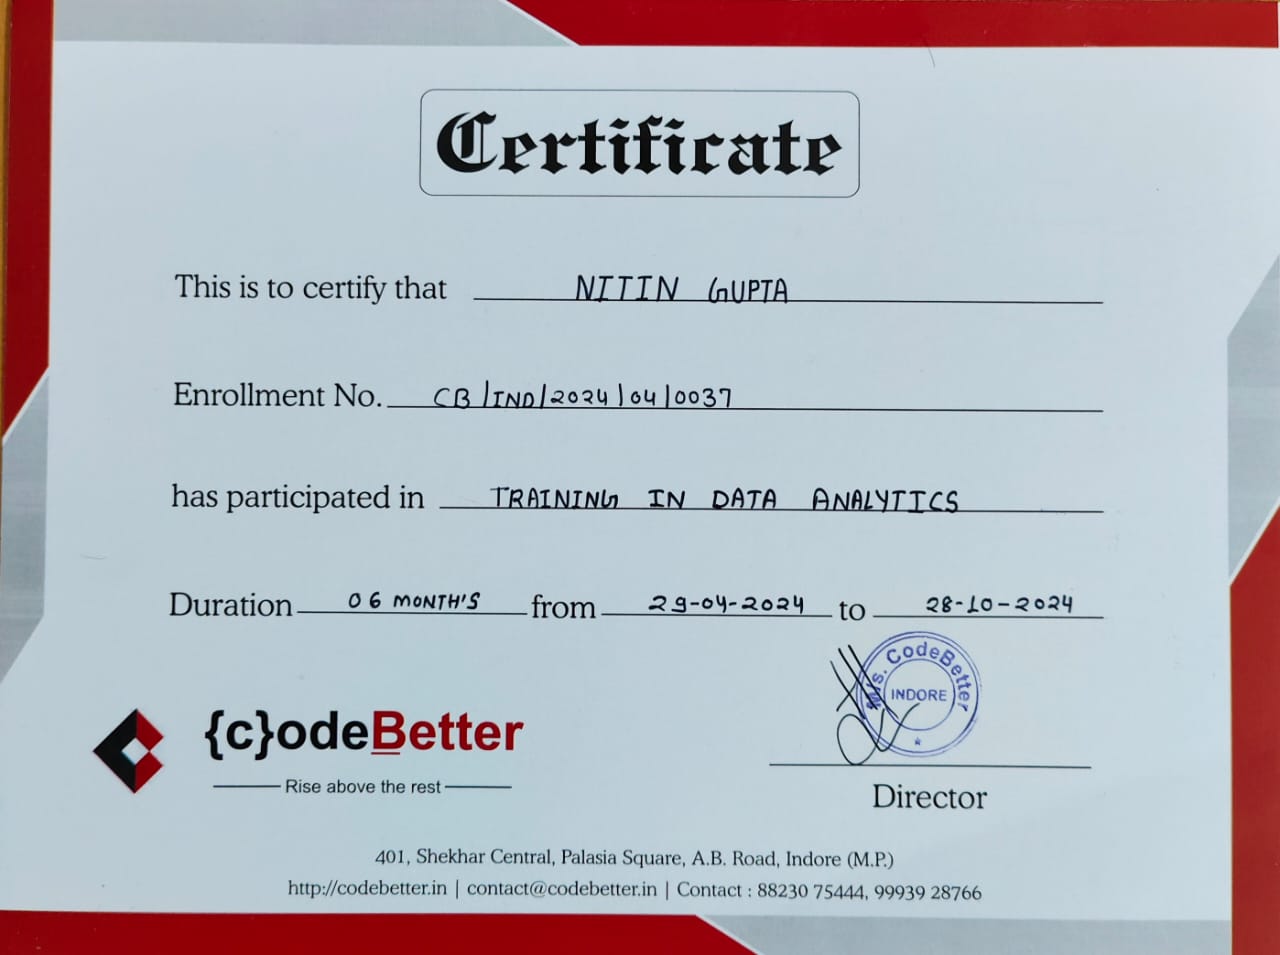 Certificate
This is to certify that NITIN GUPTA
Enrollment No. CB/IND/2024/04/0037
has participated in TRAINING IN DATA ANALYTICS
Duration 06 MONTH'S from 29-04-2024 to 28-10-2024
M/s. CodeBetter
INDORE
{c}odeBetter
Rise above the rest
Director
401, Shekhar Central, Palasia Square, A.B. Road, Indore (M.P.)
http://codebetter.in | contact@codebetter.in | Contact : 88230 75444, 99939 28766